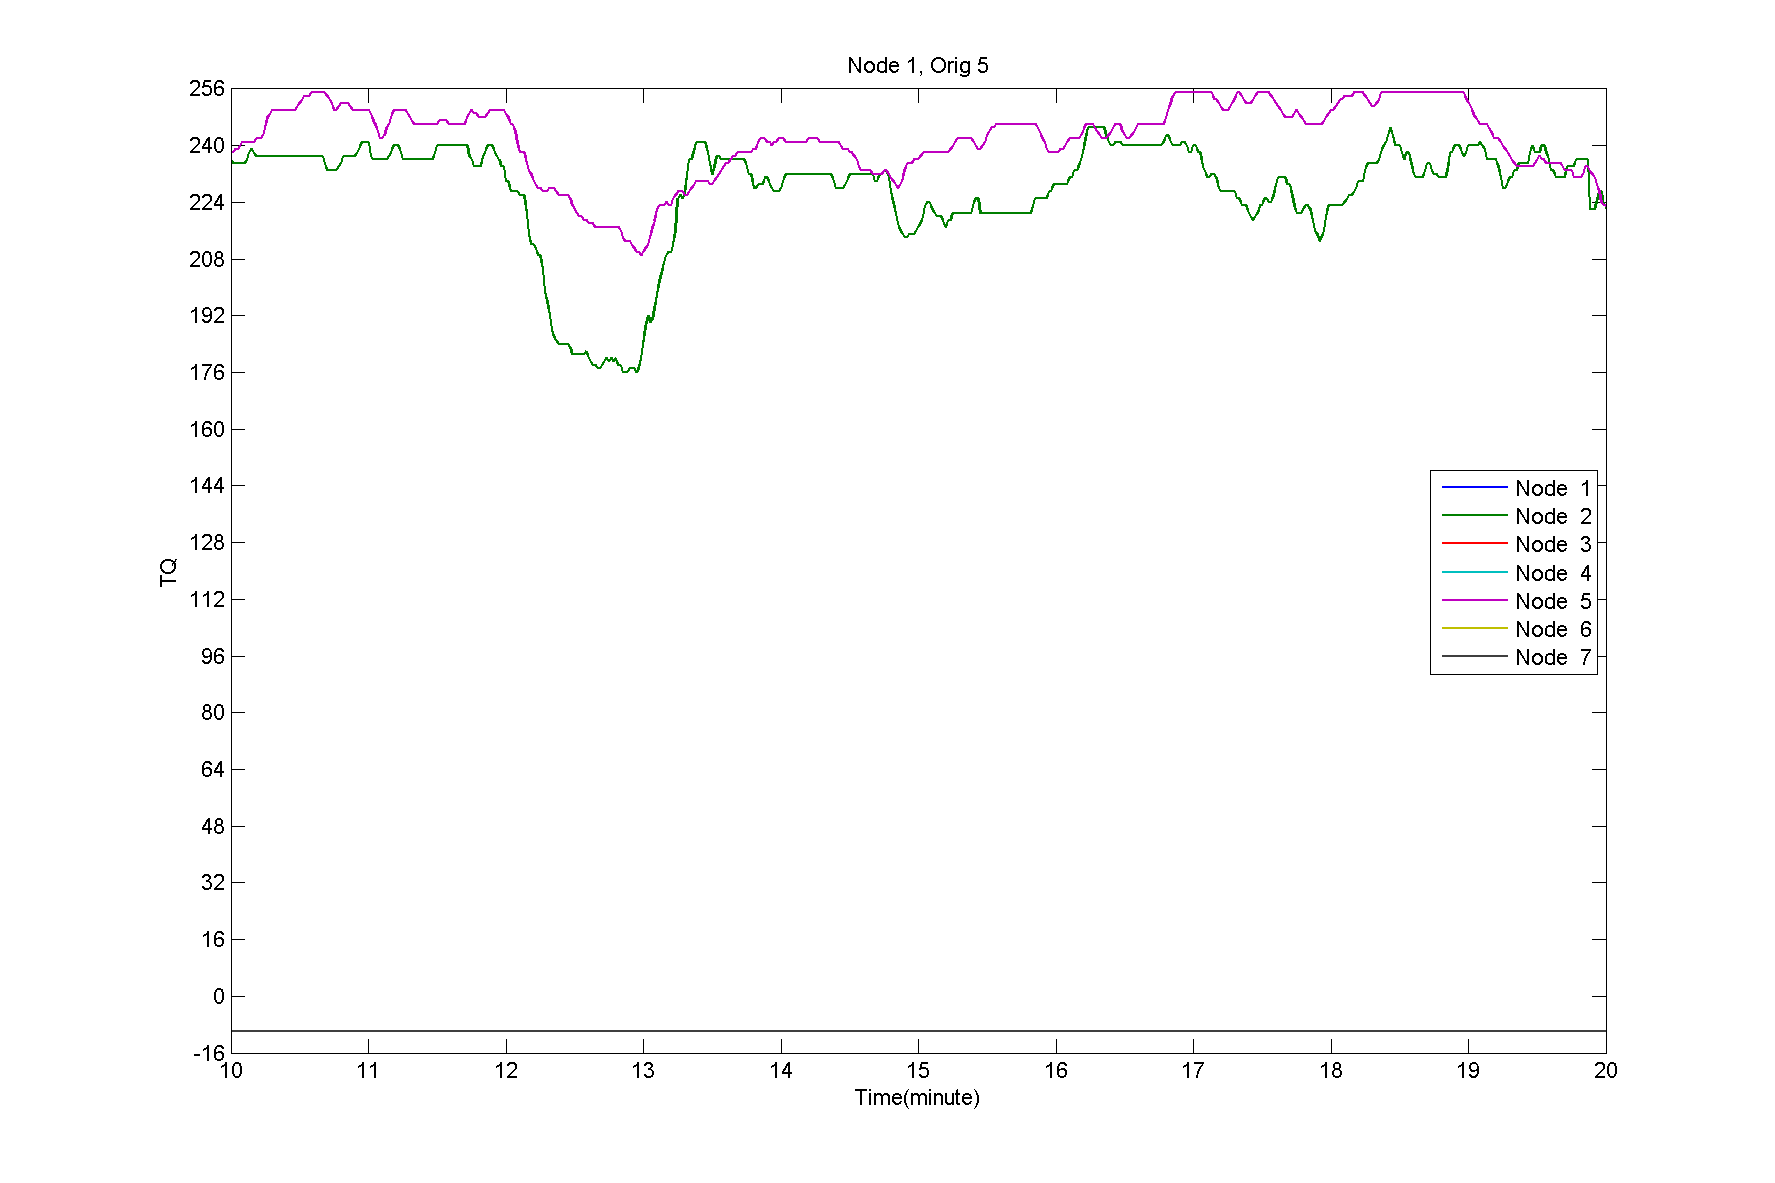 Node 1, Orig 5
256
240
224
208
192
176
160
144
128
112
96
80
64
48
32
16
0
-16
TQ
Node 1
Node 2
Node 3
Node 4
Node 5
Node 6
Node 7
10 11 12 13 14 15 16 17 18 19 20
Time(minute)